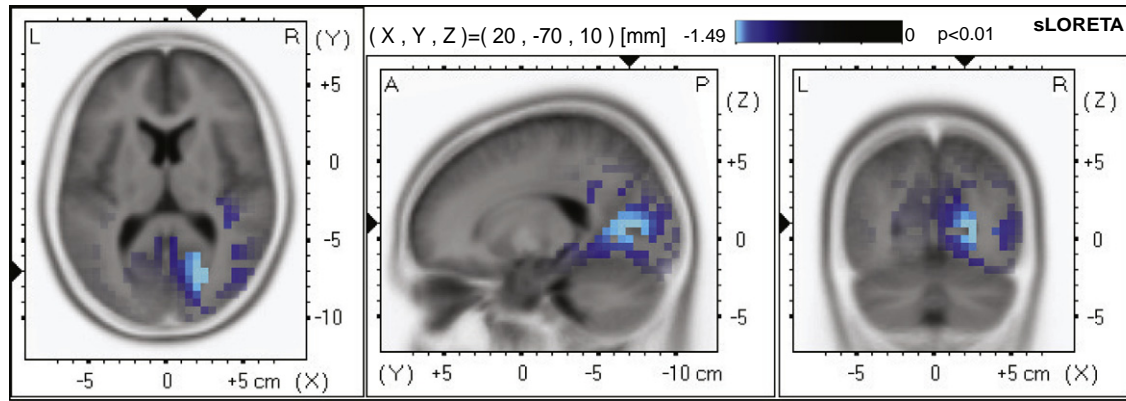 ( X , Y , Z )=( 20 , -70 , 10 ) [mm] -1.49 0 p<0.01 sLORETA
L R (Y)
+5
0
-5
-10
-5 0 +5 cm (X)
A P (Z)
+5
0
-5
(Y) +5 0 -5 -10 cm
L R (Z)
+5
0
-5
-5 0 +5 cm (X)